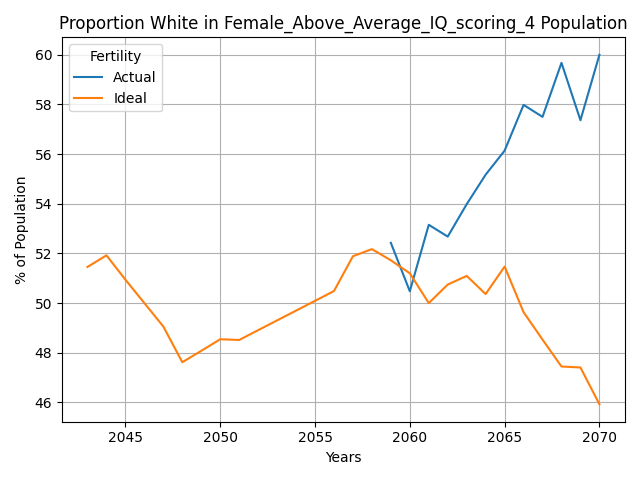 Proportion White in Female_Above_Average_IQ_scoring_4 Population
Fertility
Actual
Ideal
60
58
56
54
52
50
48
46
% of Population
2045
2050
2055
2060
2065
2070
Years